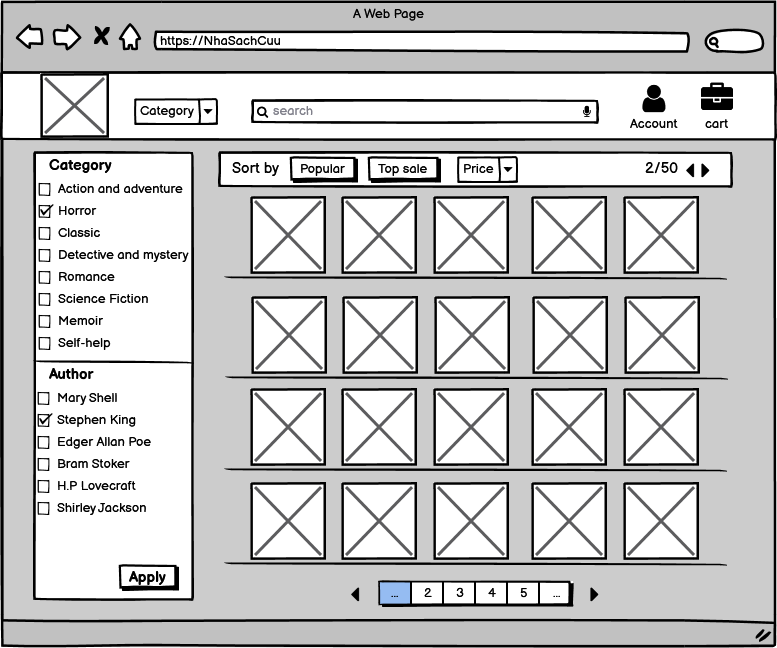 A Web Page
https://NhaSachCuu
Category
search
Account
cart
Category
Action and adventure
Horror
Classic
Detective and mystery
Romance
Science Fiction
Memoir
Self-help
Author
Mary Shell
Stephen King
Edger Allan Poe
Bram Stoker
H.P Lovecraft
Shirley Jackson
Apply
Sort by Popular Top sale Price 2/50
... 2 3 4 5 ...